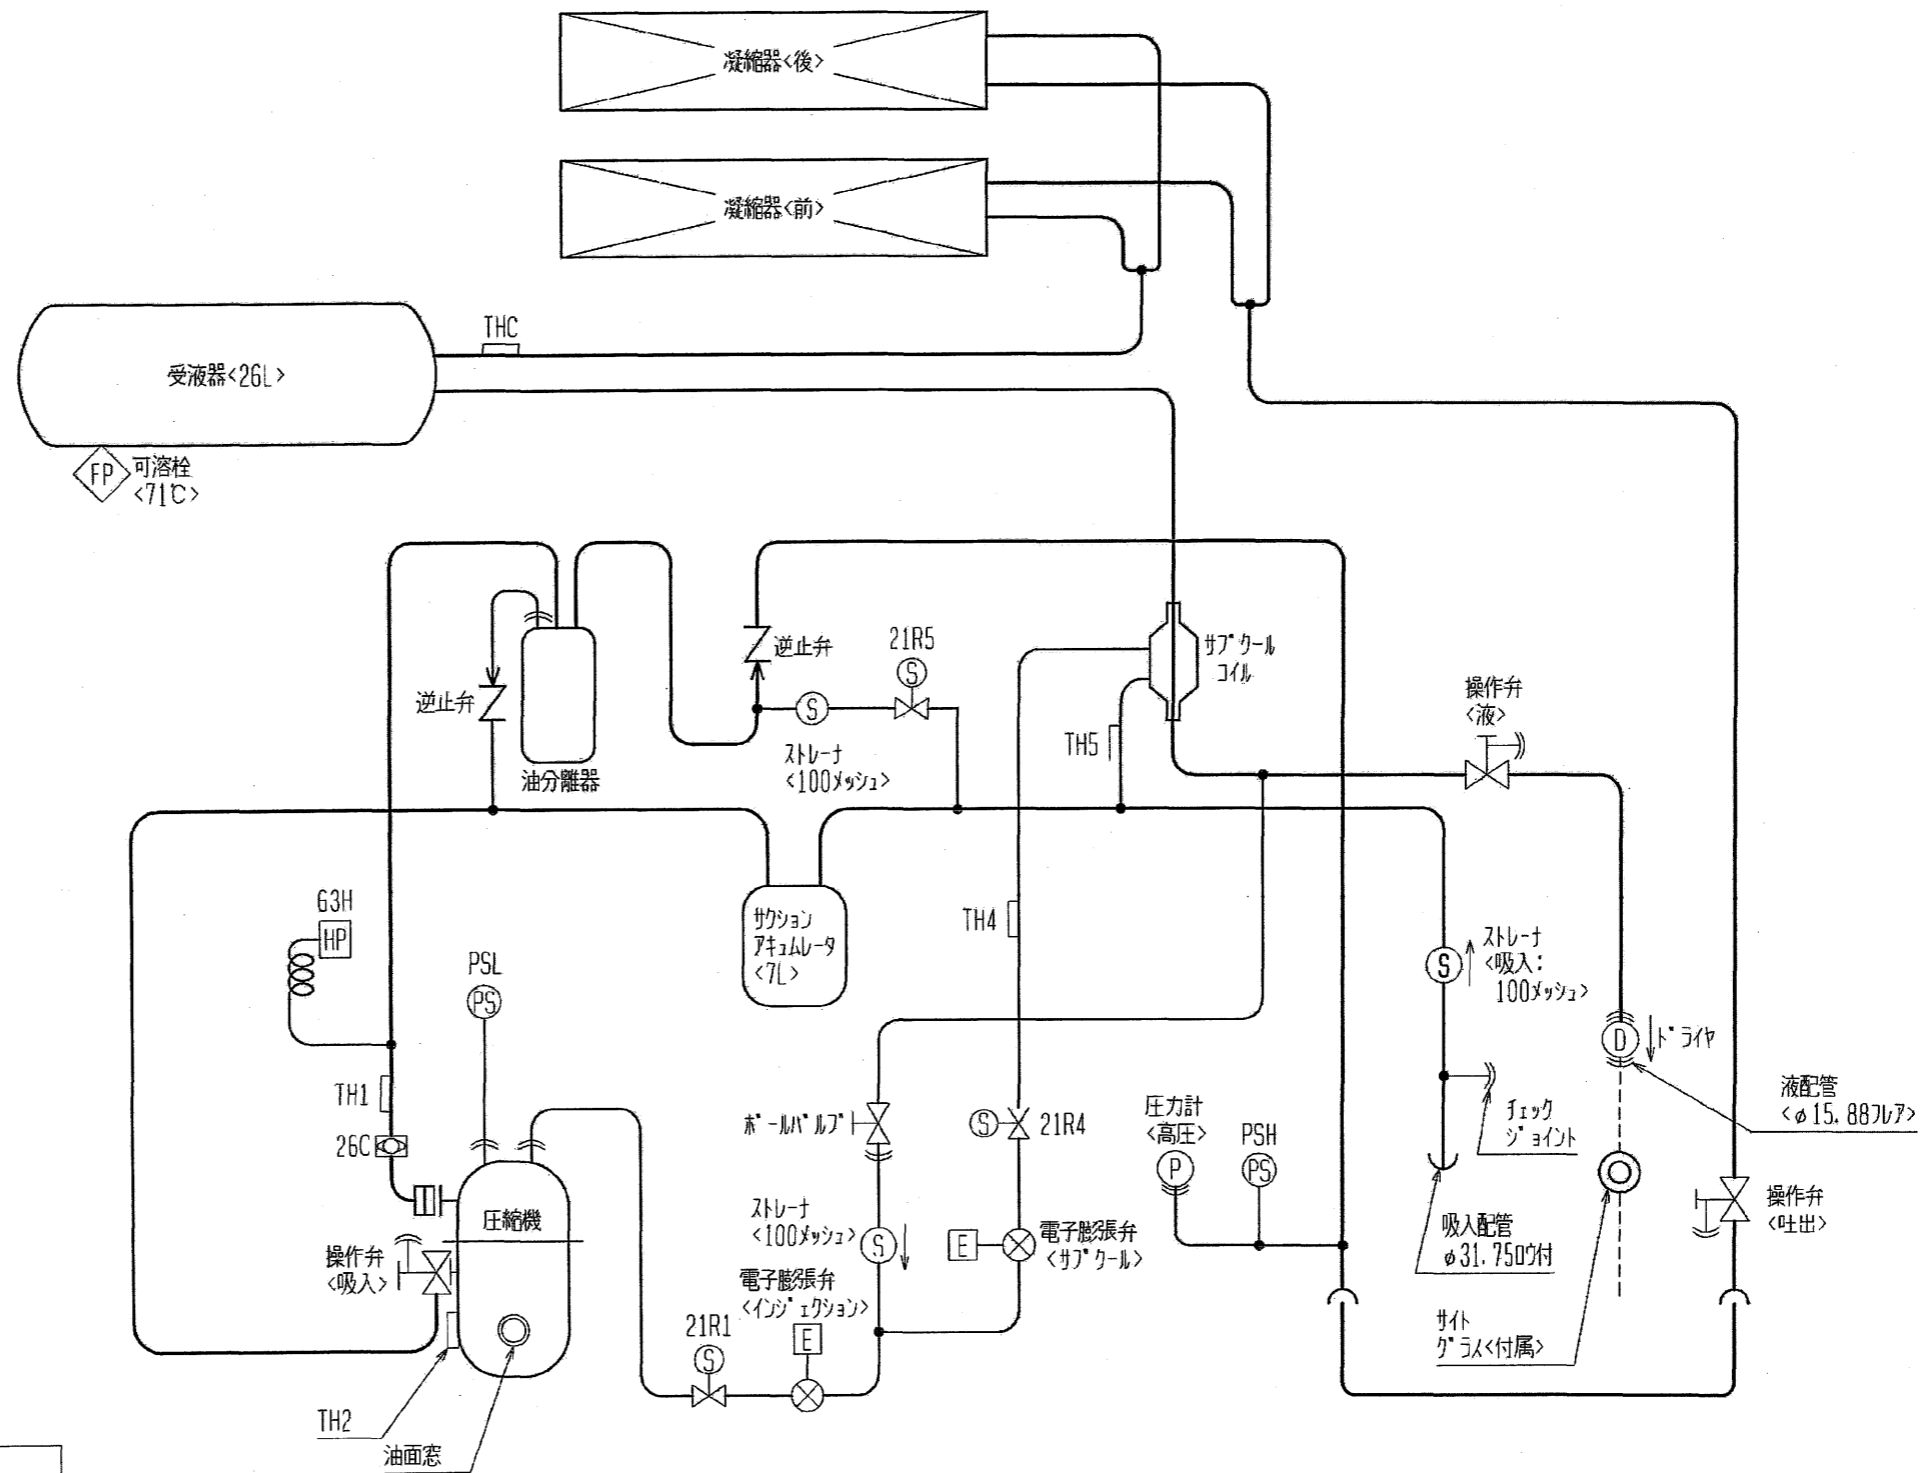 凝縮器<後>
凝縮器<前>
THC
受液器<26L>
FP
可溶栓
<71℃>
逆止弁
油分離器
逆止弁
21R5
S
S
ストレーナ
<100メッシュ>
サブクール
コイル
TH5
操作弁
<液>
63H
HP
PSL
PS
サクション
アキュムレータ
<7L>
TH4
S
ストレーナ
<吸入:
100メッシュ>
D
ドライヤ
TH1
26C
ボールバルブ
S
21R4
圧力計
<高圧>
P
PSH
PS
チェック
ジョイント
液配管
<φ15.88フレア>
圧縮機
操作弁
<吸入>
ストレーナ
<100メッシュ>
S
E
電子膨張弁
<サブクール>
吸入配管
φ31.75ロウ付
操作弁
<吐出>
電子膨張弁
<インジェクション>
E
21R1
S
サイト
グラス<付属>
TH2
油面窓